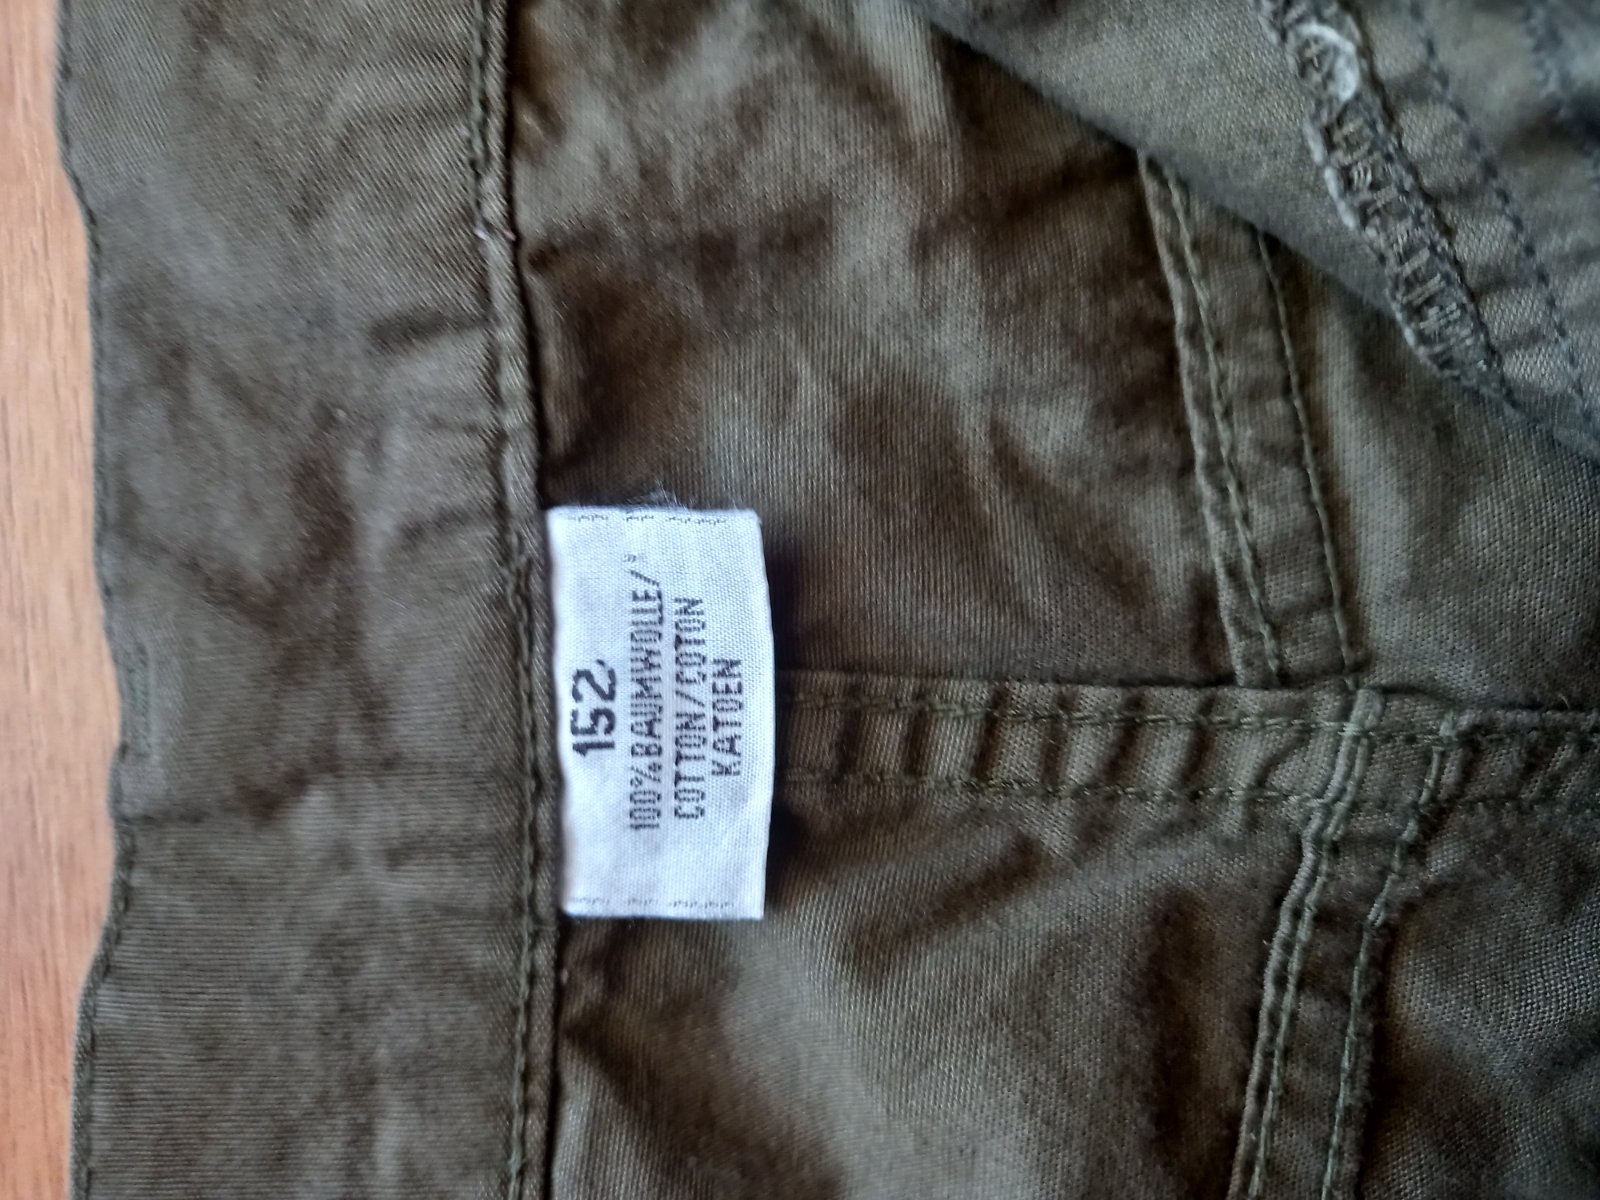 152
100%BAUMWOLLE/
COTTON/COTON
KATOEN